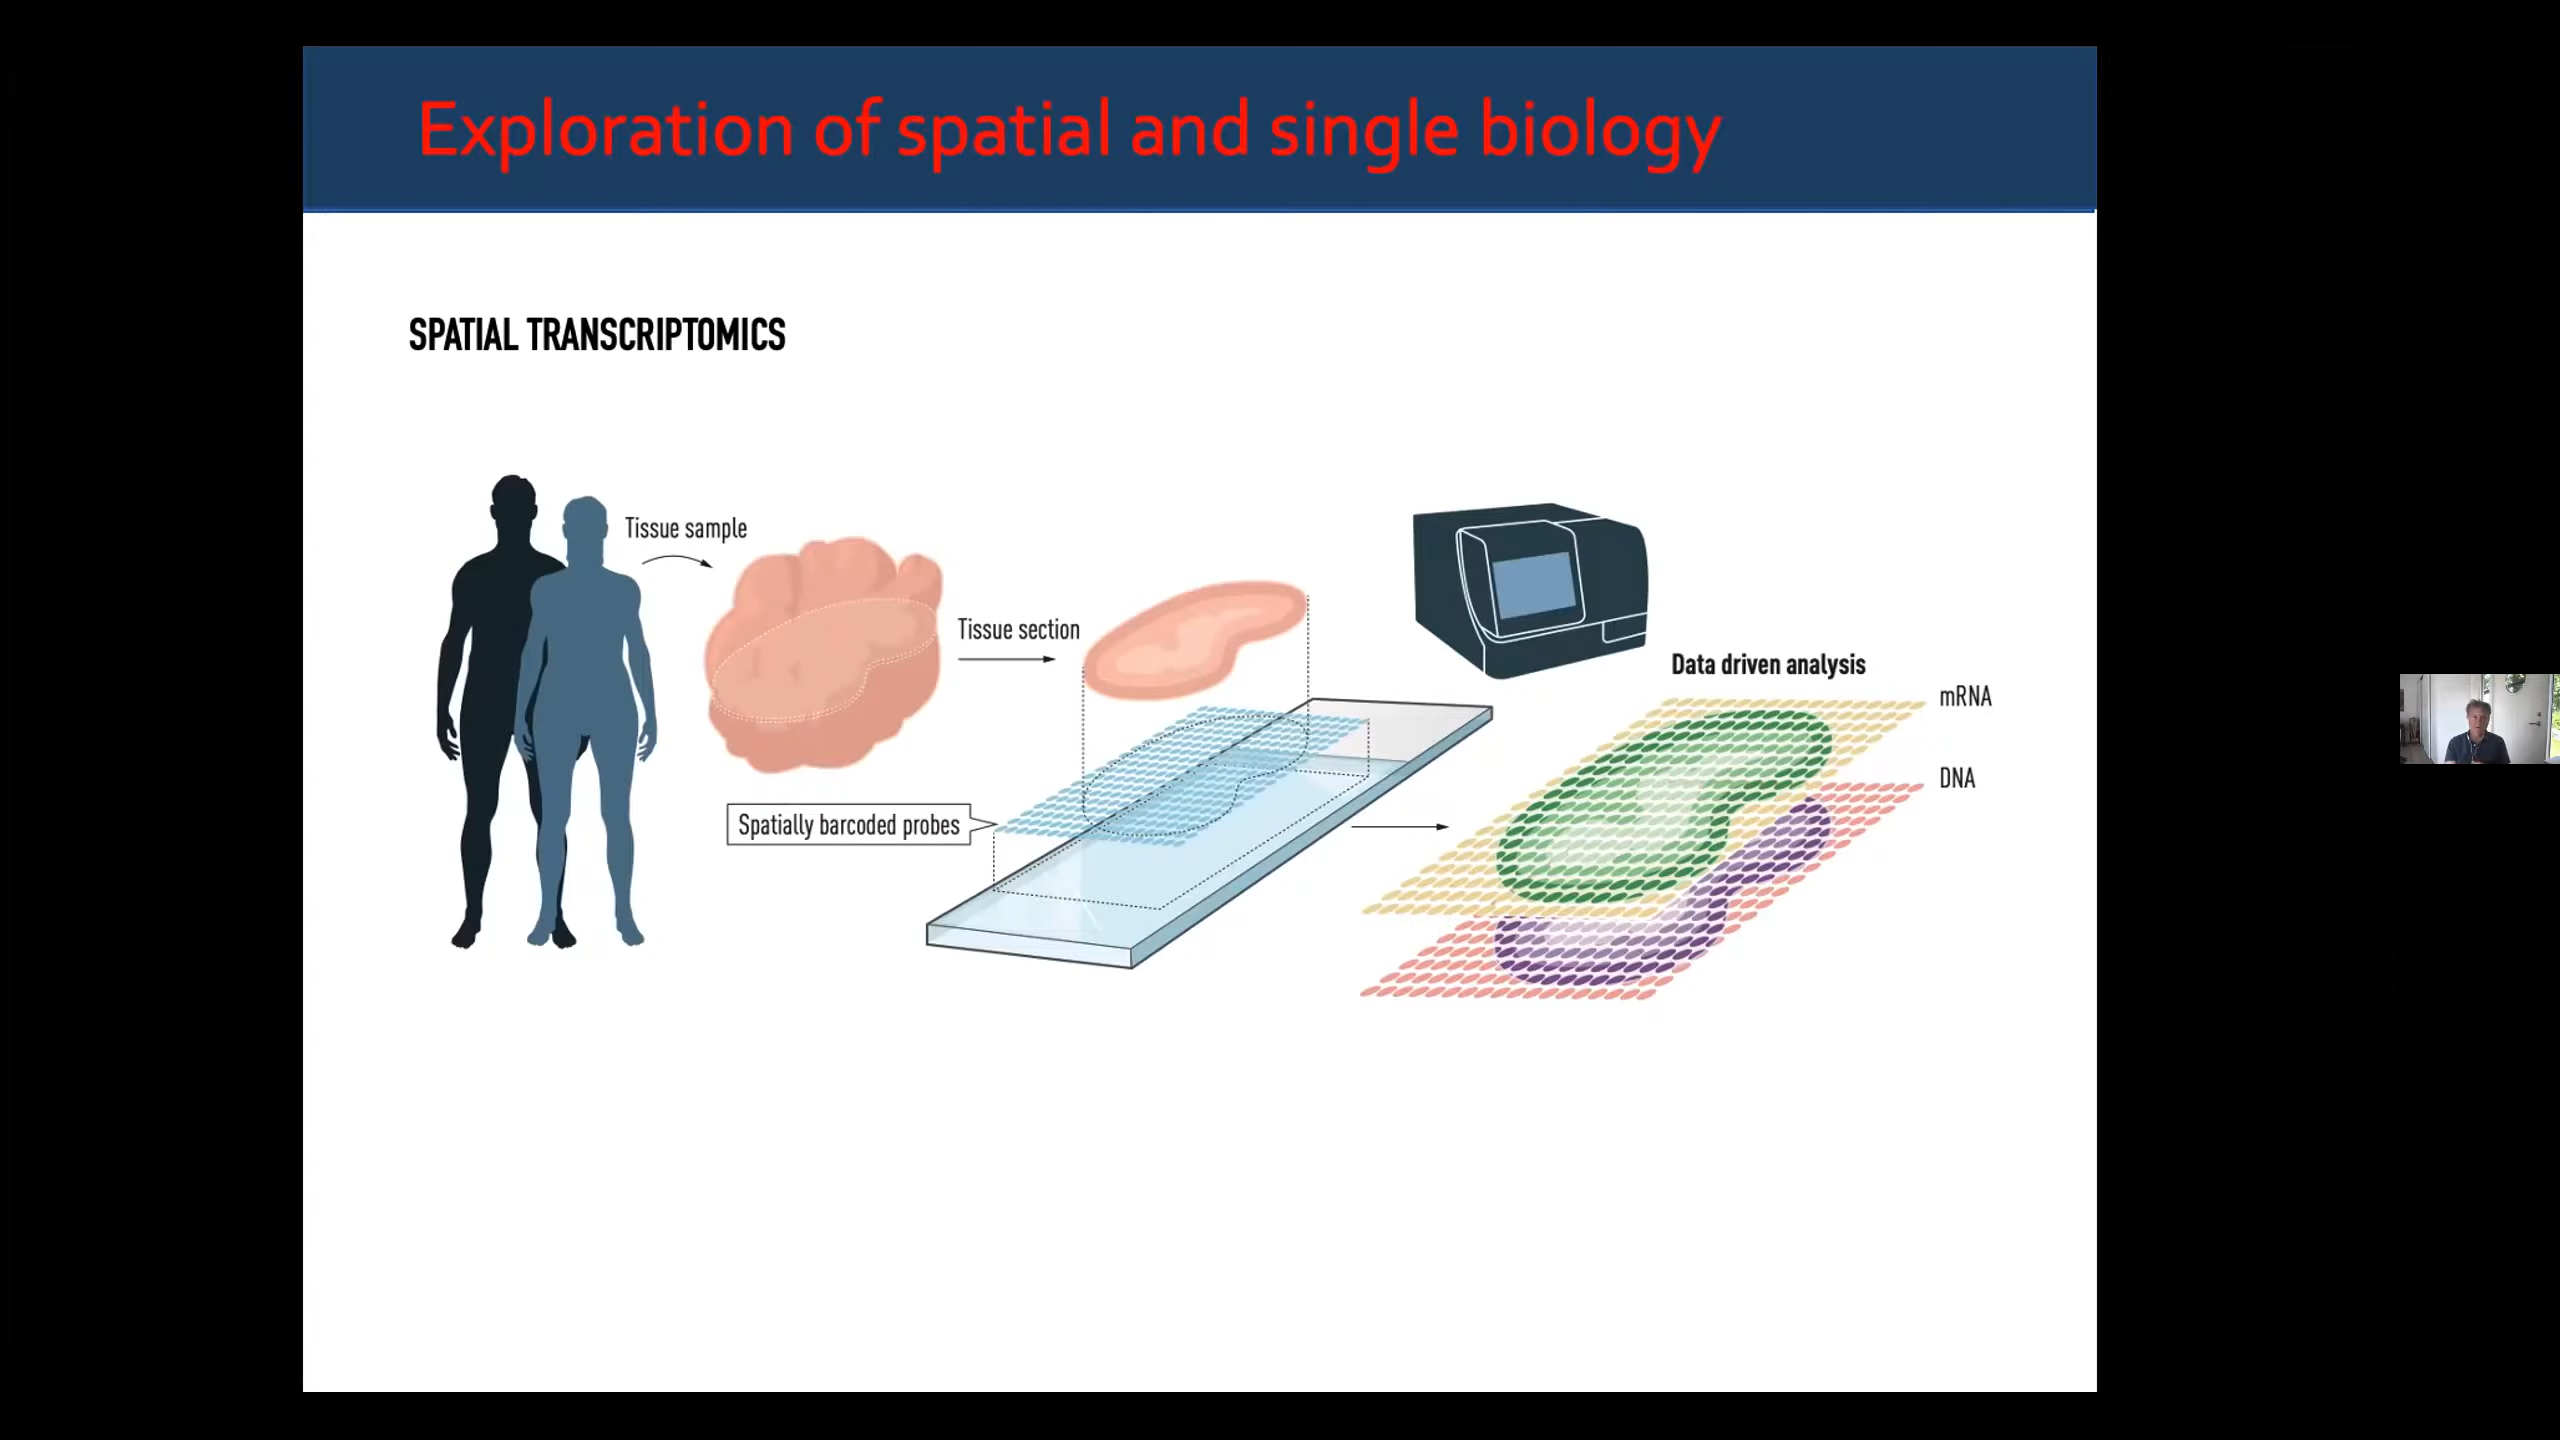 Exploration of spatial and single biology
SPATIAL TRANSCRIPTOMICS
Tissue sample
Tissue section
Spatially barcoded probes
Data driven analysis
mRNA
DNA